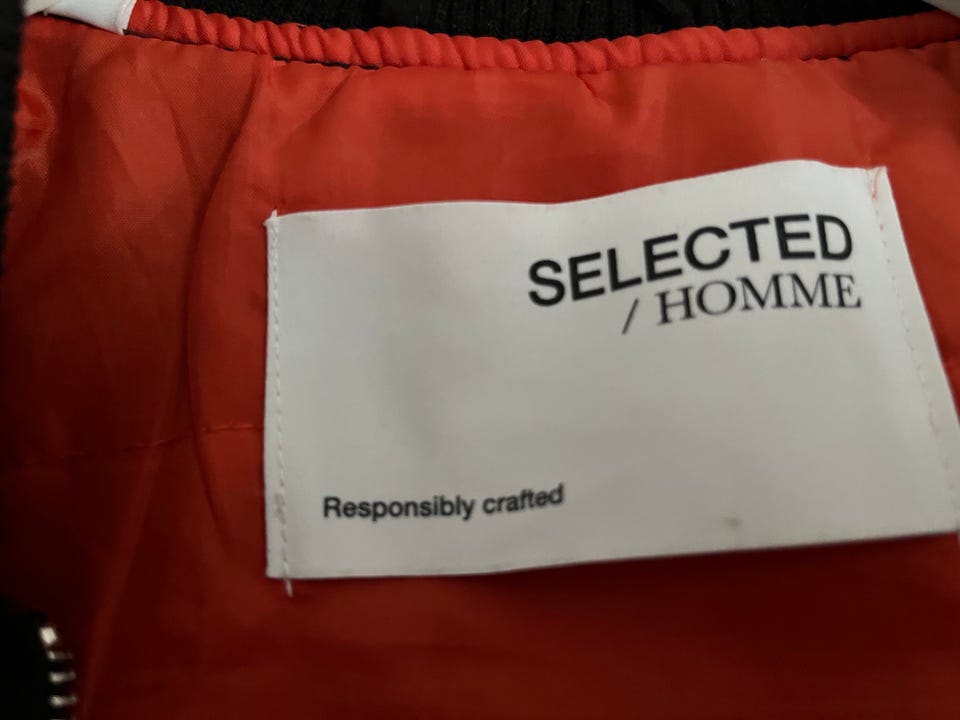 SELECTED
/ HOMME
Responsibly crafted